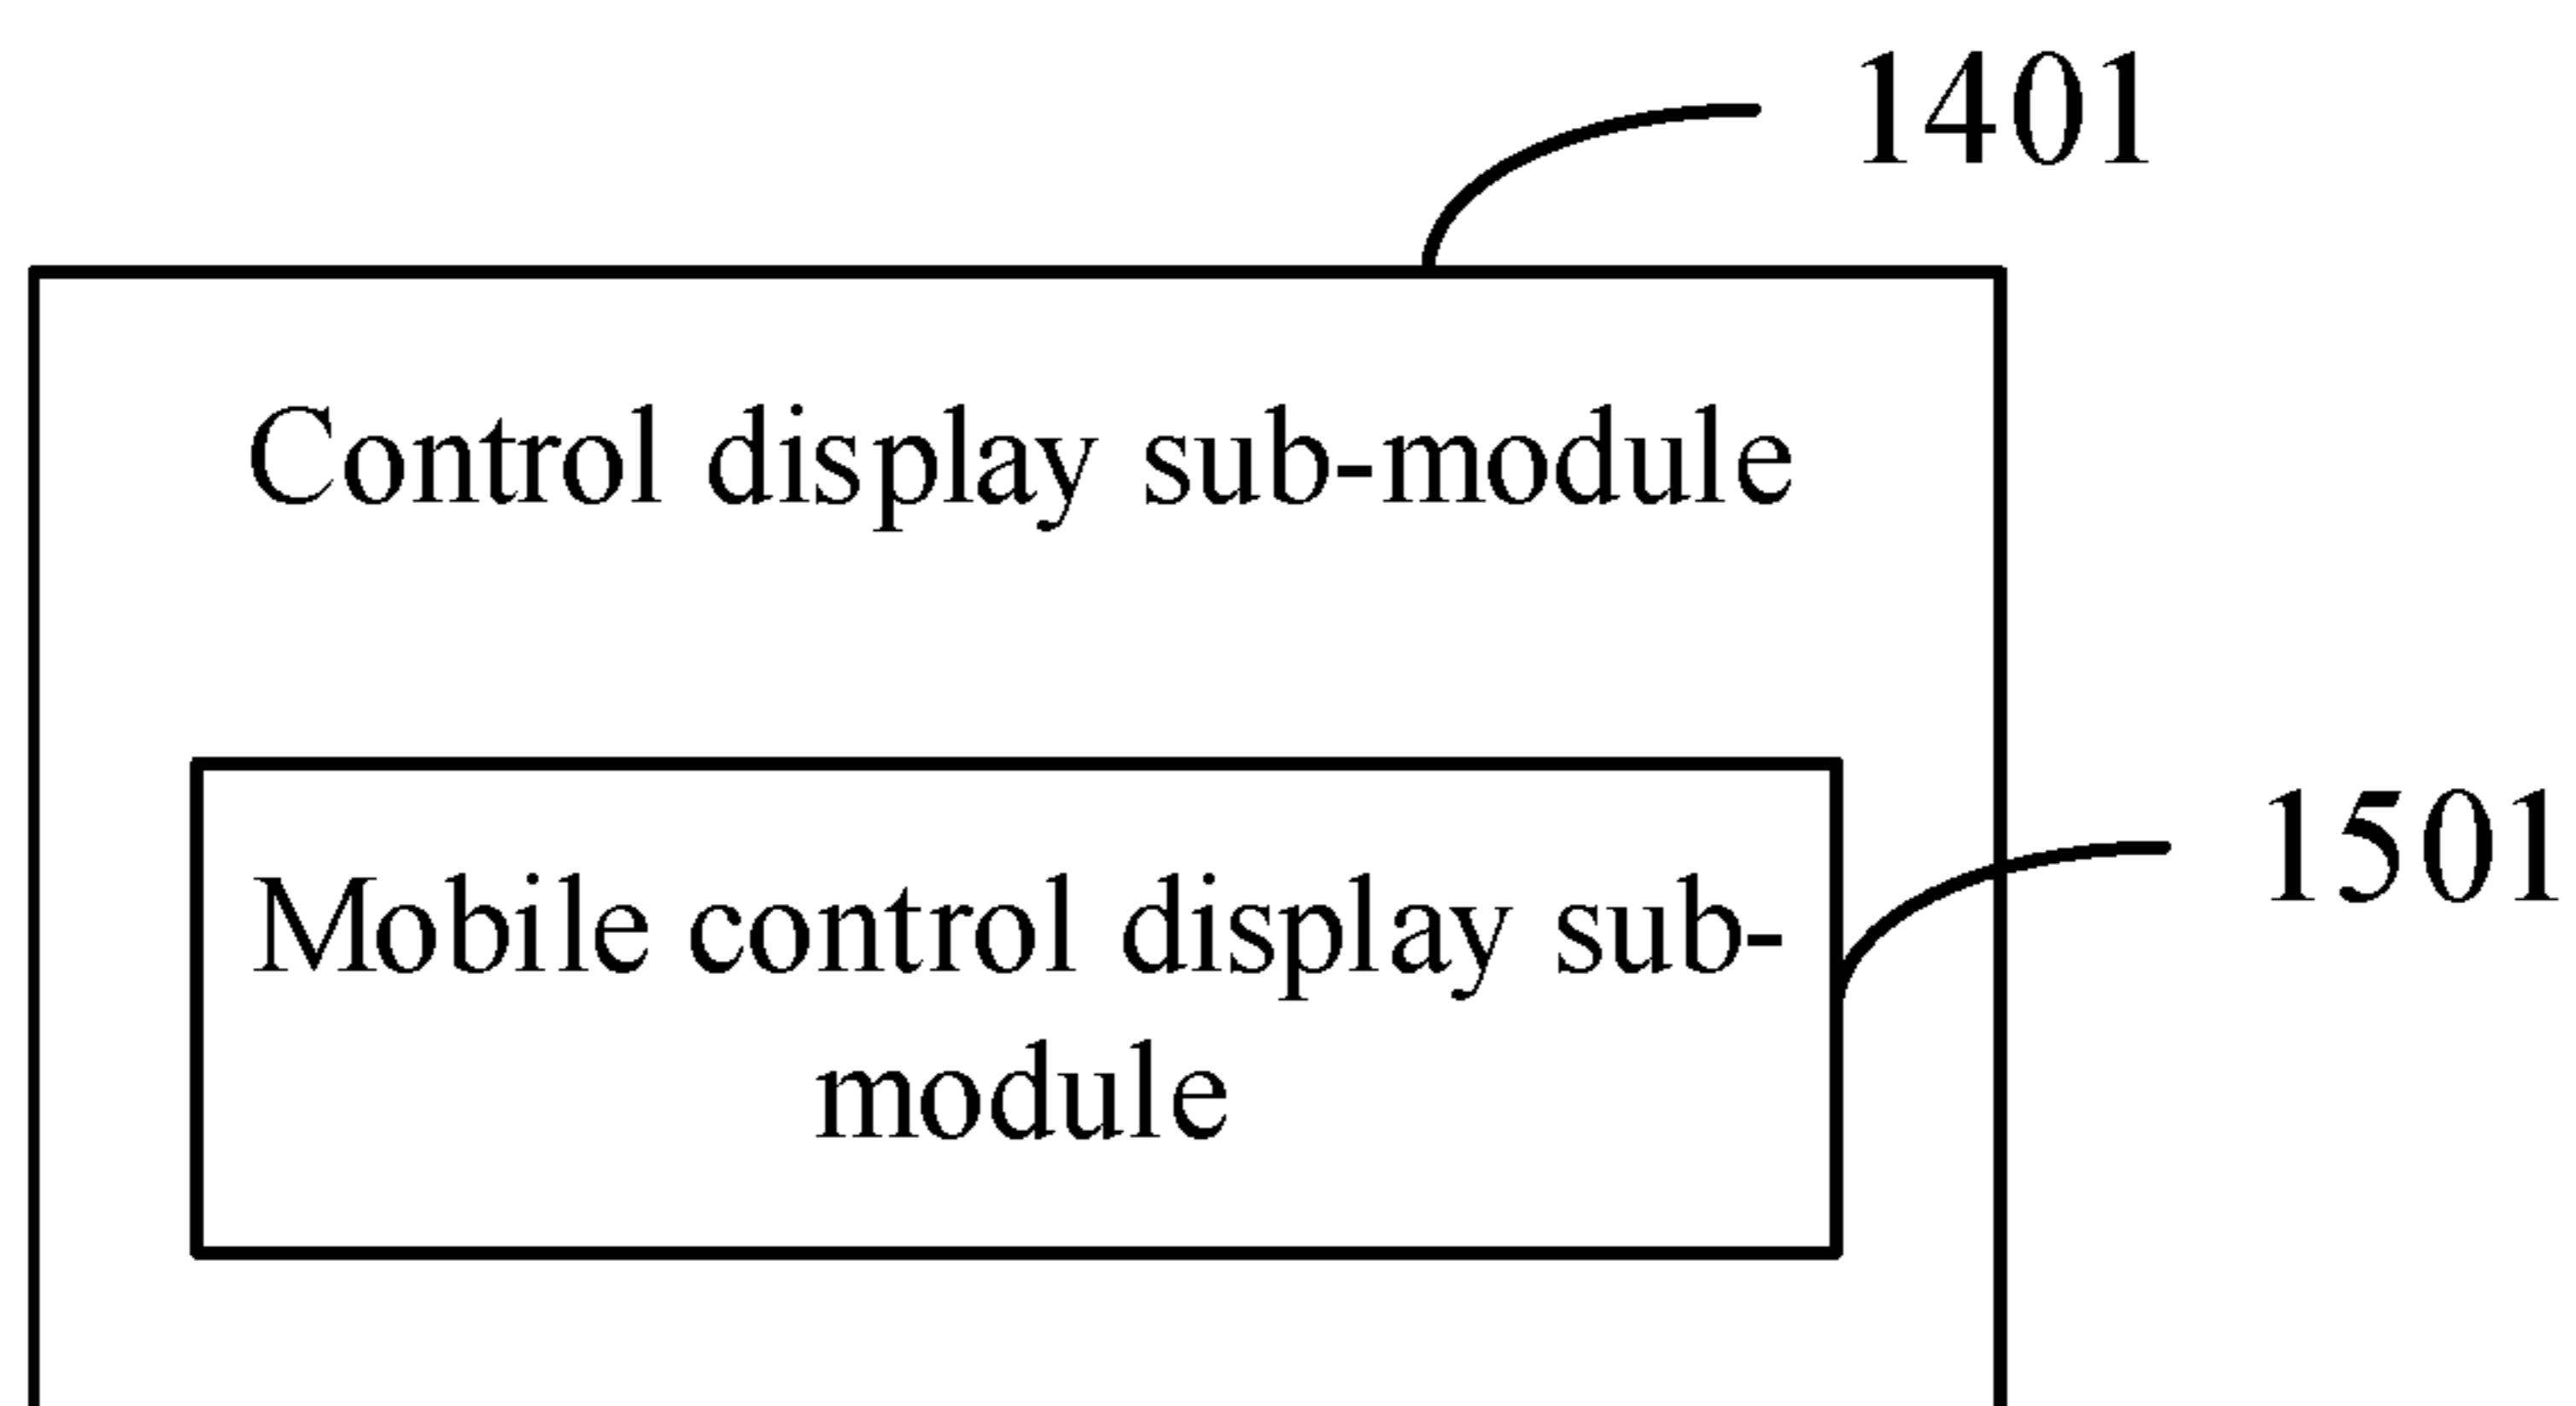 1401
Control display sub-module
1501
Mobile control display sub-
module